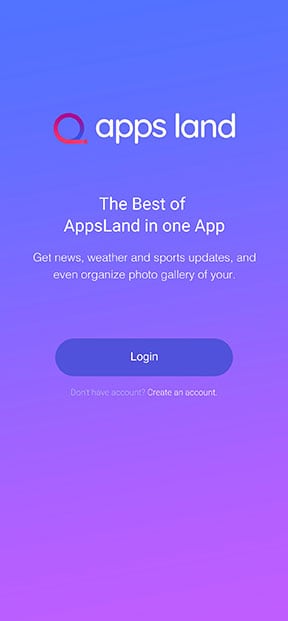 apps land
The Best of
AppsLand in one App
Get news, weather and sports updates, and
even organize photo gallery of your.
Login
Don't have account? Create an account.